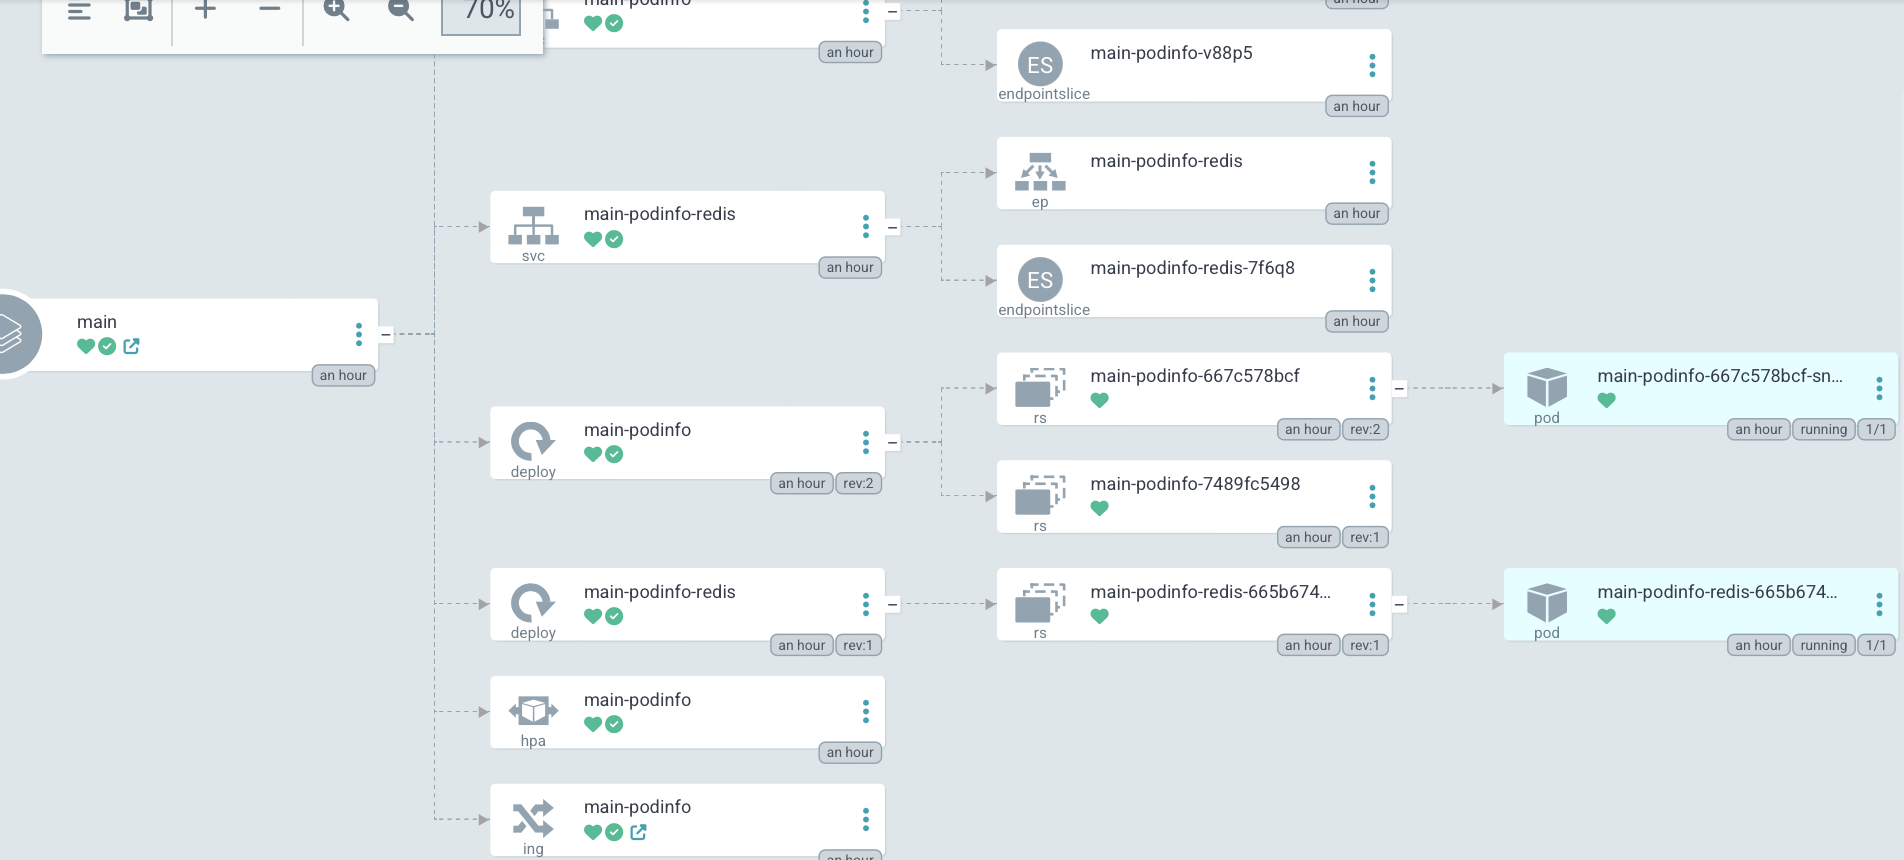 70%
main-podinfo
an hour
an hour
main-podinfo-v88p5
ES
endpointslice
an hour
main-podinfo-redis
ep
an hour
main-podinfo-redis
svc
an hour
main-podinfo-redis-7f6q8
ES
endpointslice
an hour
main
an hour
main-podinfo-667c578bcf
rs
an hour rev:2
main-podinfo-667c578bcf-sn...
pod
an hour running 1/1
main-podinfo
deploy
an hour rev:2
main-podinfo-7489fc5498
rs
an hour rev:1
main-podinfo-redis
deploy
an hour rev:1
main-podinfo-redis-665b674...
rs
an hour rev:1
main-podinfo-redis-665b674...
pod
an hour running 1/1
main-podinfo
hpa
an hour
main-podinfo
ing
an hour